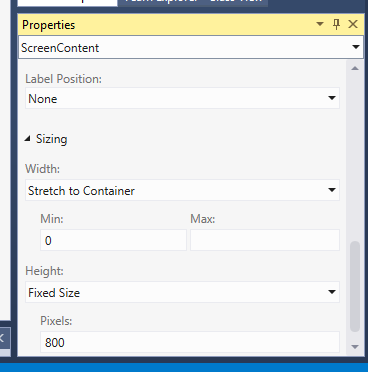 Properties
ScreenContent
Label Position:
None
Sizing
Width:
Stretch to Container
Min:
Max:
0
Height:
Fixed Size
Pixels:
800